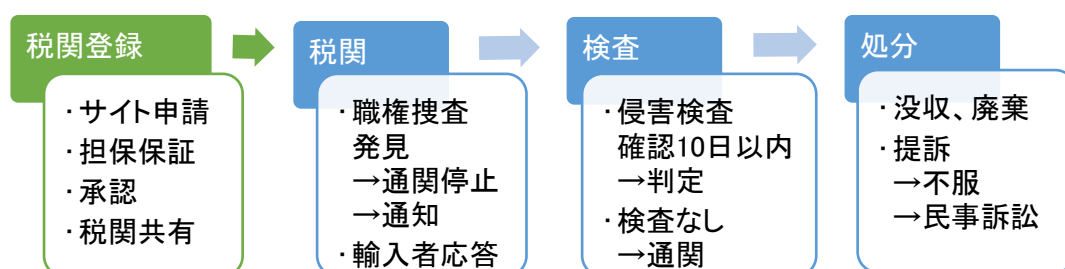 税関登録
・サイト申請
・担保保証
・承認
・税関共有
税関
・職権捜査
発見
→通関停止
→通知
・輸入者応答
検査
・侵害検査
確認10日以内
→判定
・検査なし
→通関
処分
・没収、廃棄
・提訴
→不服
→民事訴訟